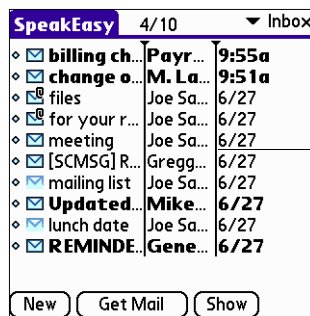 SpeakEasy 4/10 Inbox
billing ch... Payr... 9:55a
change o... M. La... 9:51a
files Joe Sa... 6/27
for your r... Joe Sa... 6/27
meeting Joe Sa... 6/27
[SCMSG] R... Gregg... 6/27
mailing list Joe Sa... 6/27
Updated... Mike... 6/27
lunch date Joe Sa... 6/27
REMINDE... Gene... 6/27
New Get Mail Show